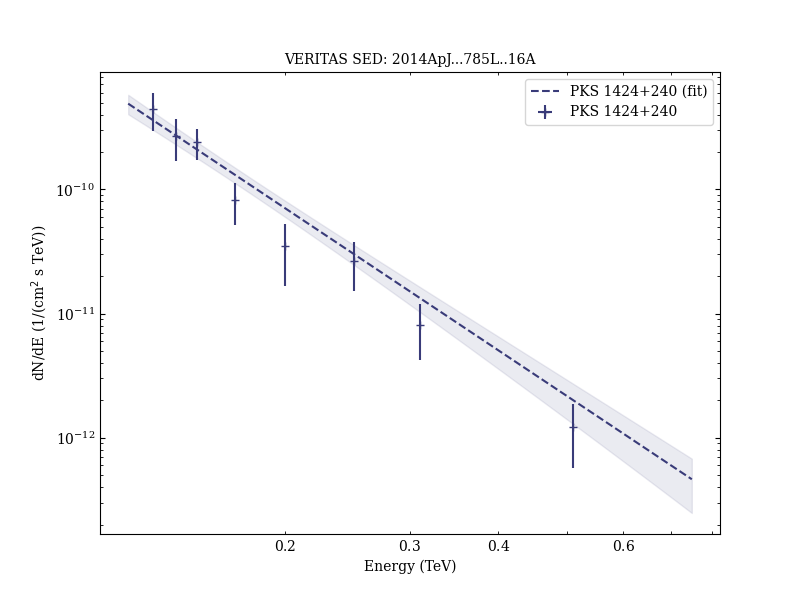 VERITAS SED: 2014ApJ...785L..16A
PKS 1424+240 (fit)
PKS 1424+240
dN/dE (1/(cm² s TeV))
10⁻¹⁰
10⁻¹¹
10⁻¹²
0.2 0.3 0.4 0.6
Energy (TeV)